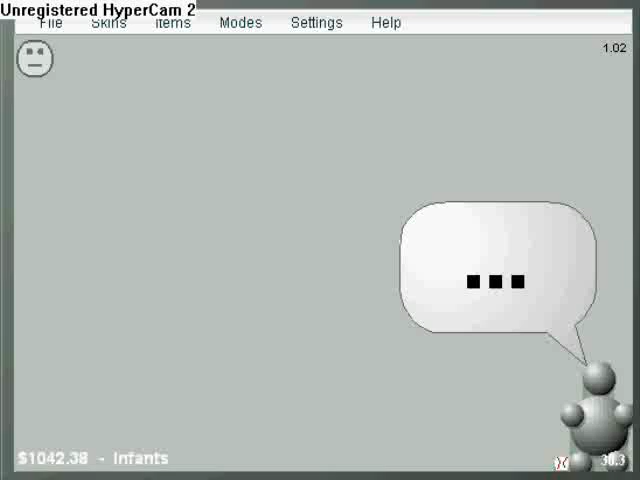 Unregistered HyperCam 2
File Skins Items Modes Settings Help
1.02
...
$1042.38 - Infants
30.3